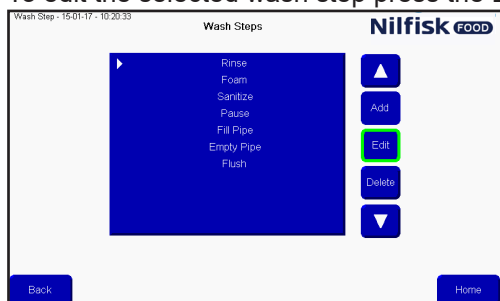 To edit the selected wash step press the
Wash Step - 15-01-17 - 10:20:33
Wash Steps
Nilfisk FOOD
Rinse
Foam
Sanitize
Pause
Fill Pipe
Empty Pipe
Flush
Add
Edit
Delete
Back
Home